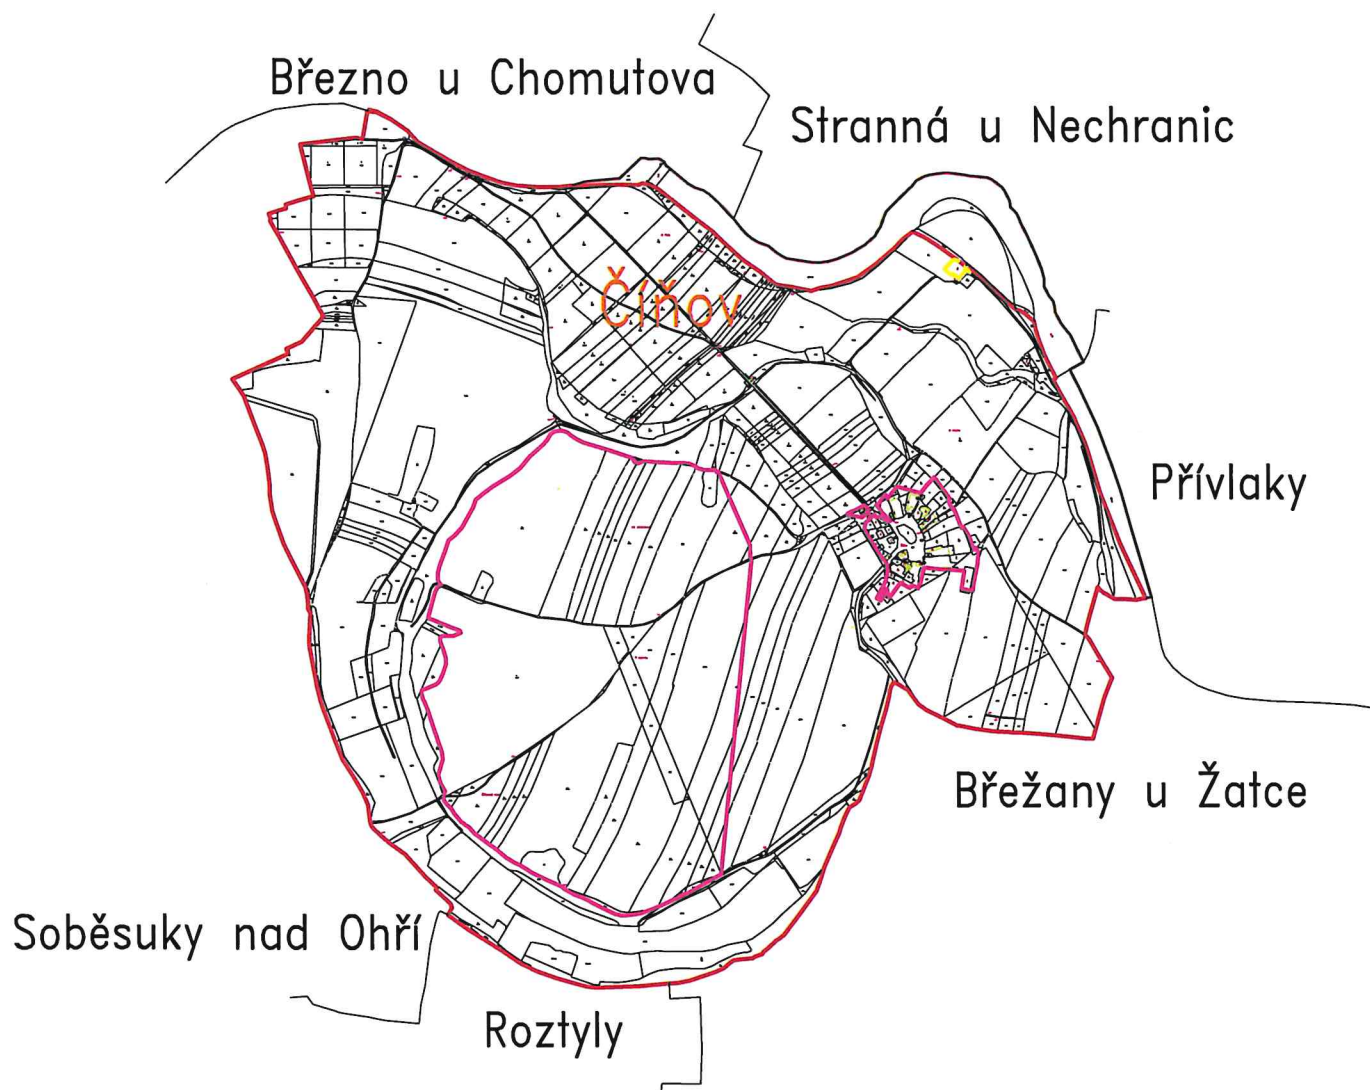 Březno u Chomutova
Stranná u Nechranic
Číňov
Přívlaky
Břežany u Žatce
Soběsuky nad Ohří
Roztyly